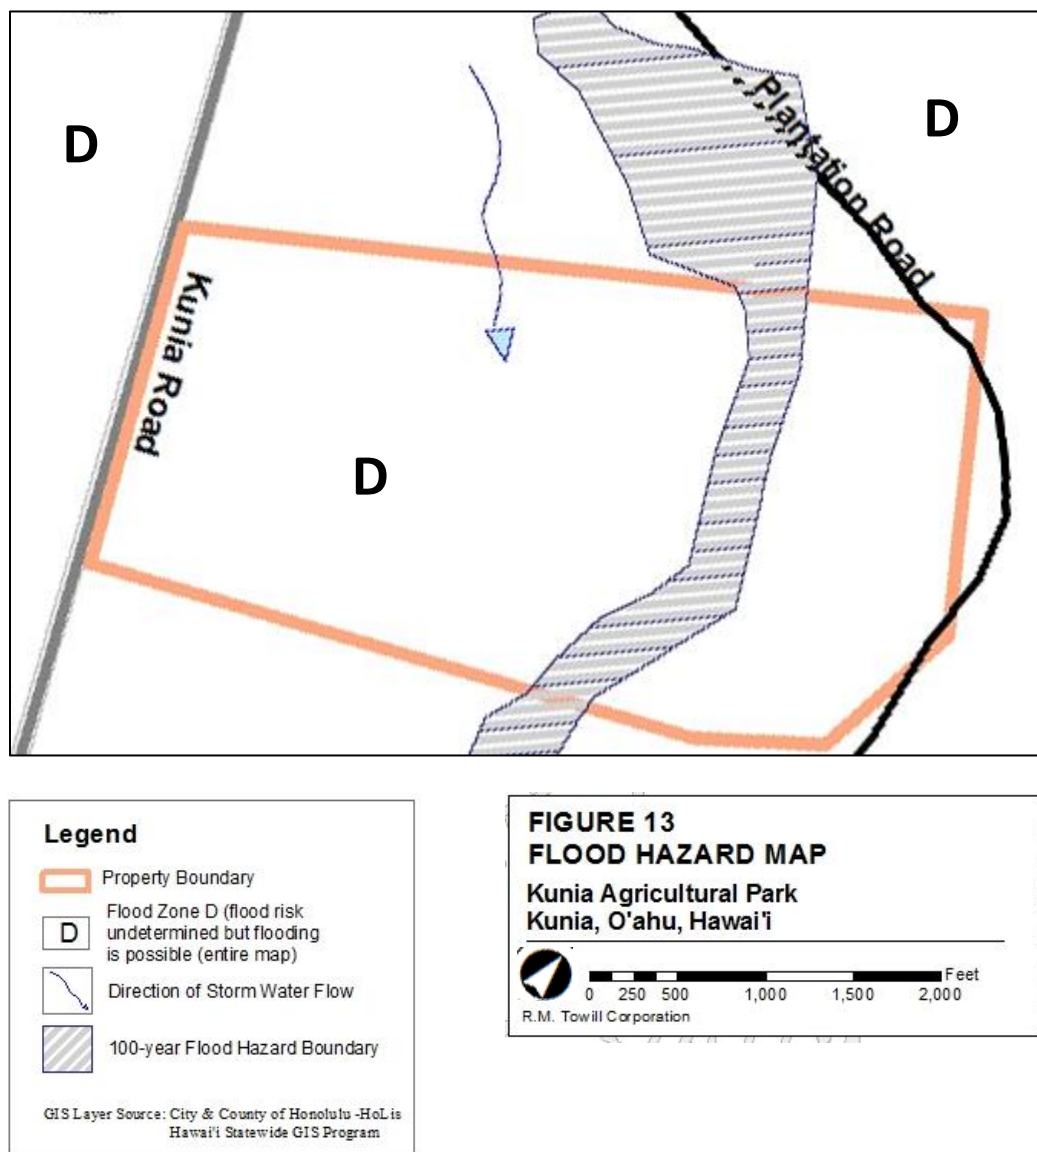 D
D
Plantation Road
Kunia Road
D
Legend
Property Boundary
D
Flood Zone D (flood risk
undetermined but flooding
is possible (entire map)
Direction of Storm Water Flow
100-year Flood Hazard Boundary
GIS Layer Source: City & County of Honolulu -HoLis
Hawai'i Statewide GIS Program
FIGURE 13
FLOOD HAZARD MAP
Kunia Agricultural Park
Kunia, O'ahu, Hawai'i
Feet
0 250 500 1,000 1,500 2,000
R.M. Towill Corporation